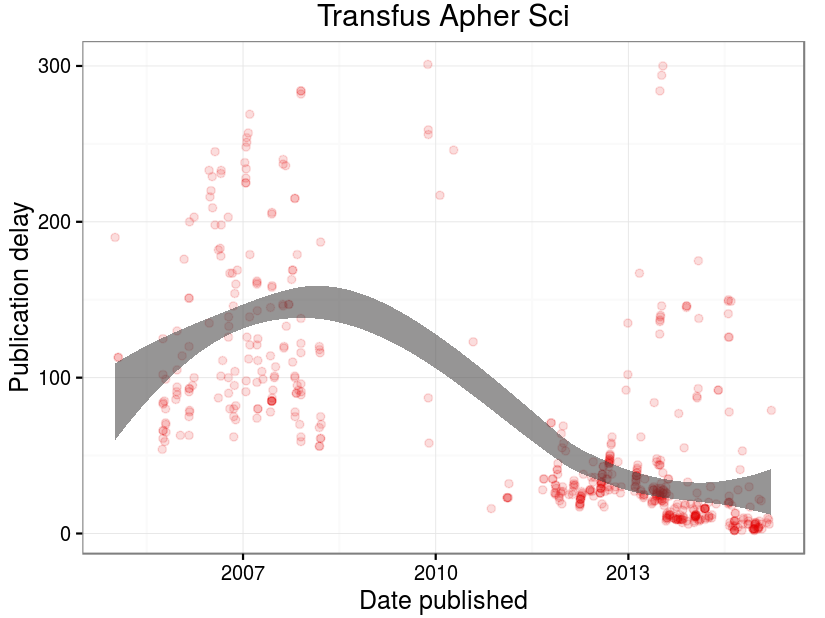 Transfus Apher Sci
300
200
100
0
Publication delay
2007
2010
2013
Date published